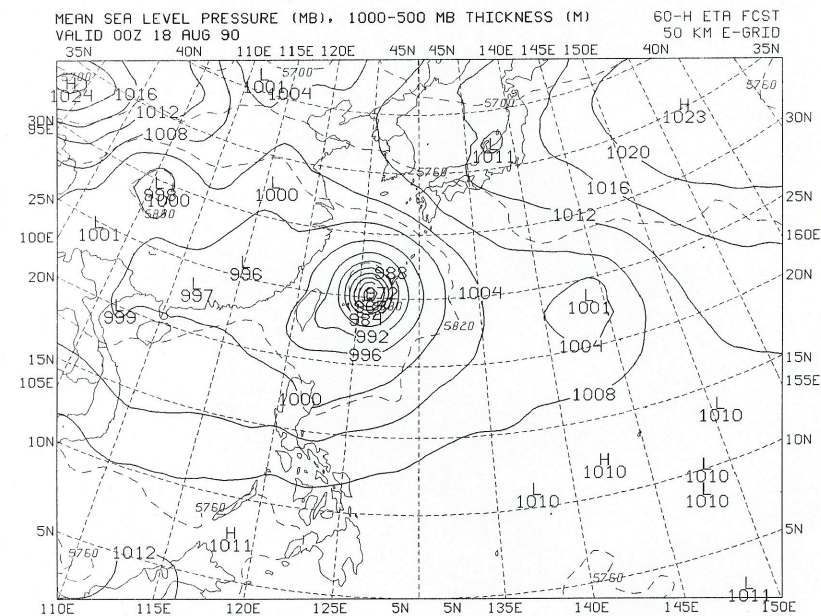 MEAN SEA LEVEL PRESSURE (MB), 1000-500 MB THICKNESS (M) 60-H ETA FCST
VALID 00Z 18 AUG 90 50 KM E-GRID
35N 40N 110E 115E 120E 45N 45N 140E 145E 150E 40N 35N
5700 L 5700 5760
H 1001 1004 H
1024 1016 1023
1012 30N
30N
95E
1008 L 1011 1020
5760
L 998 1000 L 1000 1016
25N 5880 1012 25N
L 1001
100E 160E
L 996 988
20N L 997 972 1004 L 1001 20N
L 999 984
5820
992 1004
996
15N 15N
105E 155E
1000 1008
L 1010
10N 10N
H 1010 L 1010
L 1010 L 1010
5760
5N H 1011 5N
5760 1012
5760
L 1011
110E 115E 120E 125E 5N 5N 135E 140E 145E 150E